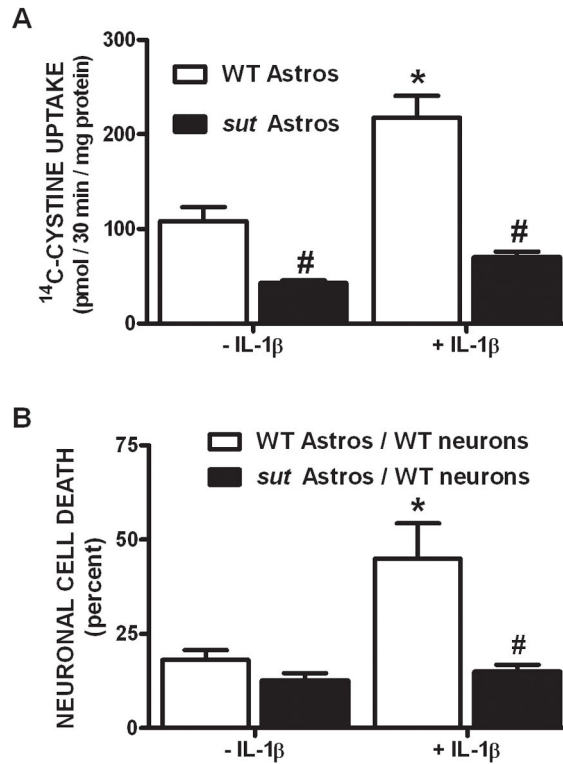 A
300
200
100
0
¹⁴C-CYSTINE UPTAKE
(pmol / 30 min / mg protein)
WT Astros
sut Astros
*
#
#
- IL-1β
+ IL-1β
B
75
50
25
0
NEURONAL CELL DEATH
(percent)
WT Astros / WT neurons
sut Astros / WT neurons
*
#
- IL-1β
+ IL-1β